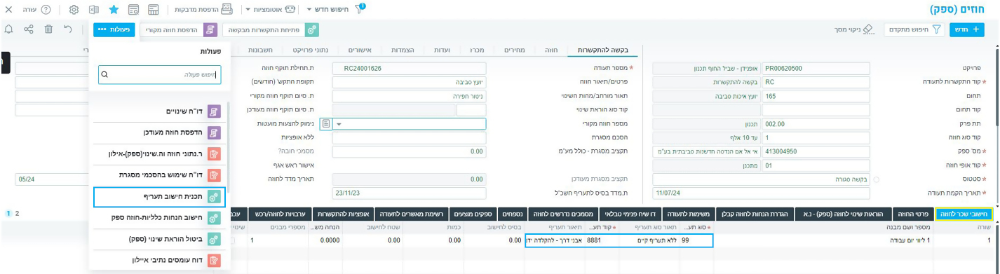 חוזים (ספק)
חיפוש חדש
1
אוטומציות
הדפסת מדבקות
עזרה
חדש
חיפוש מתקדם
ניקוי מסך
פתיחת התקשרות מבקשה
הדפסת חוזה מקורי
פעולות
בקשה להתקשרות
חוזה
מחירים
מכרז
ועדות
הצמדות
אישורים
נתוני פרויקט
חשבונות
פעולות
חיפוש פעולה
דו"ח שינויים
הדפסת חוזה מעודכן
ר.נתוני חוזה וה.שינוי(ספק)-אילון
דו"ח שימוש בהסכמי מסגרת
תכנית חישוב תעריף
חישוב הנחות כלליות-חוזה ספק
ביטול הוראת שינוי (ספק)
דוח עומסים נתיבי איילון
פרויקט PR00620500 אופנידן - שביל החוף תכנון
* קוד התקשרות לתעודה RC בקשה להתקשרות
תחום 165 יועץ איכות סביבה
קוד תחום
תת פרק 002.00 תכנון
קוד סוג חוזה 1 עד 10 אלף
* מס' ספק 413004950 אי אל אם הנדסה חדשנות סביבתית בע"מ
* קוד אופי חוזה 01 מתכנן
* סטטוס בקשה סגורה
* תאריך הקמת תעודה 11/07/24
* מספר תעודה RC24001626
פרטים/תיאור חוזה יועץ סביבה
תאור מורחב/מהות השינוי ניטור חפירה
קוד סוג הוראת שינוי
מספר חוזה מקורי
הסכם מסגרת
תקציב מסגרת - כולל מע"מ 0.00
תקציב מסגרת מעודכן 0.00
ת.מדד בסיס לתעריף חשכ"ל 23/11/23
ת.תחילת תוקף חוזה
תקופת התקש' (חודשים)
ת. סיום תוקף חוזה מקורי
ת. סיום תוקף חוזה מעודכן
נימוק להצעות מועטות
ללא אופציות
מסמכי חובה?
אישור ראש אגף
תאריך מדד לחוזה 05/24
חישובי שכר לחוזה
פרטי החוזה
הוראות שינוי לחוזה (ספק) - נ.א
הגדרת הנחות לחוזה קבלן
משימות לתעודה
דו שיח פנימי טבלאי
מסמכים נדרשים לחוזה
נספחים
ספקים מוצעים
רשימת מאשרים לתעודה
אופציות להתקשרות
ערבויות לחוזה/רכש
1 2
שורה
מספר ושם מבנה
* סוג תע...
תאור סוג תעריף
* קוד תע...
תיאור תעריף
בסיס לחישוב
כמות
שטח לחישוב
הנחה מש...
מספרי מבנים
1
1 ליווי יום עבודה
99
ללא תעריף קיים
8881
אבני דרך - להקלדה יד
0.00
0.00
0.00
0.0000
1